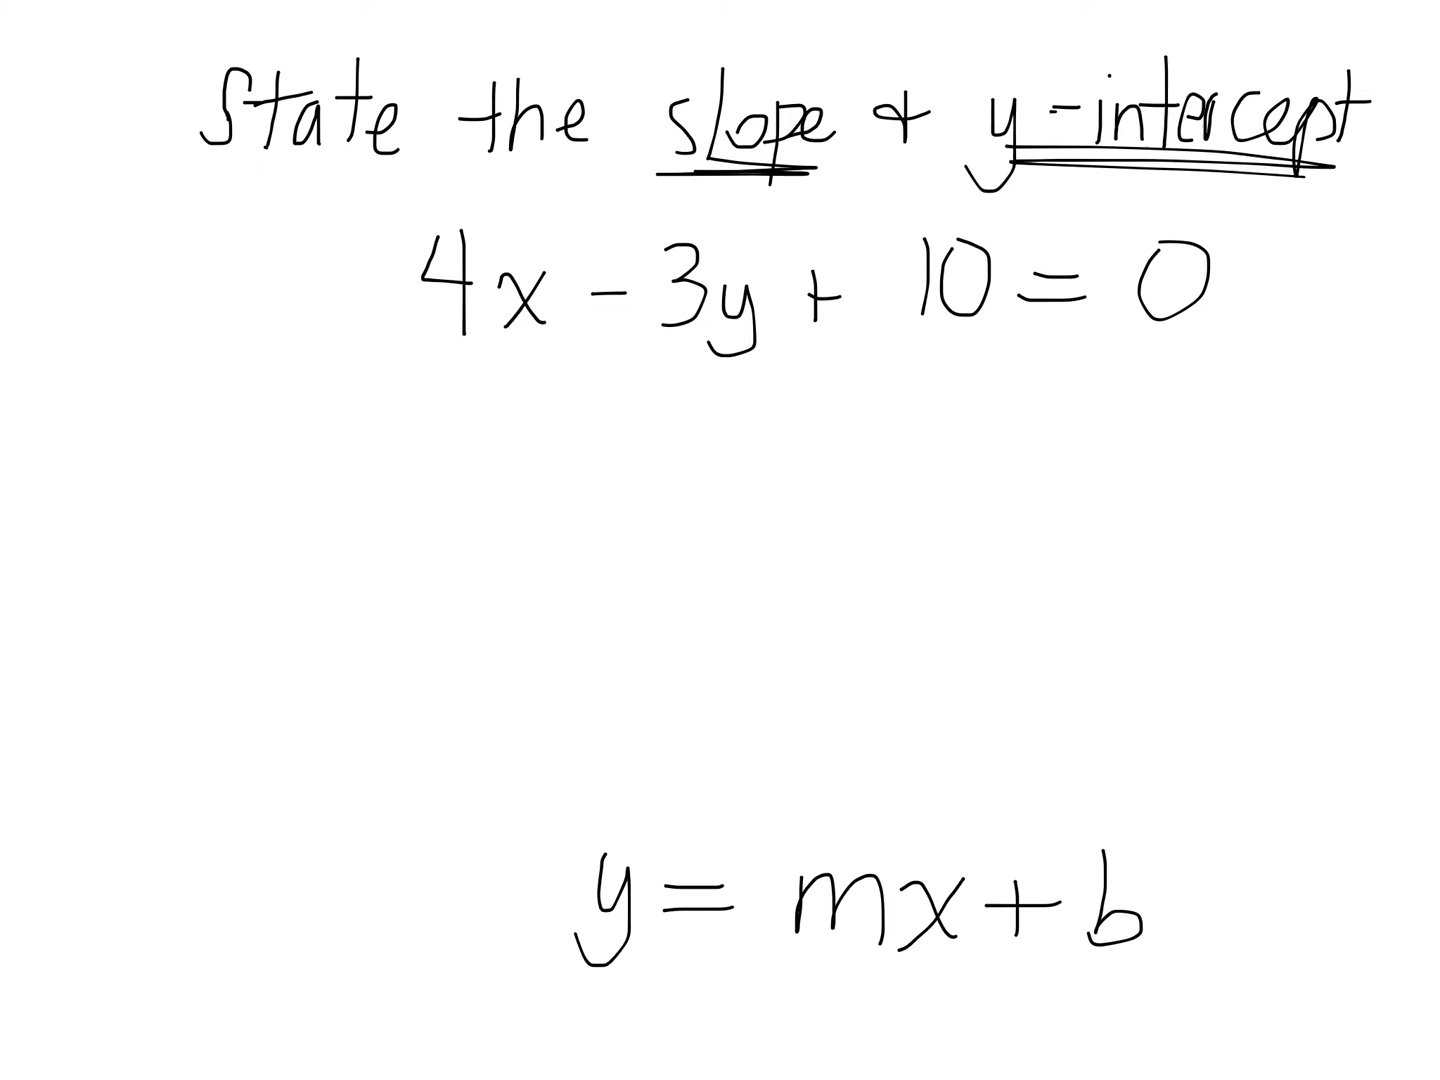 State the slope & y-intercept
4x - 3y + 10 = 0
y = mx + b